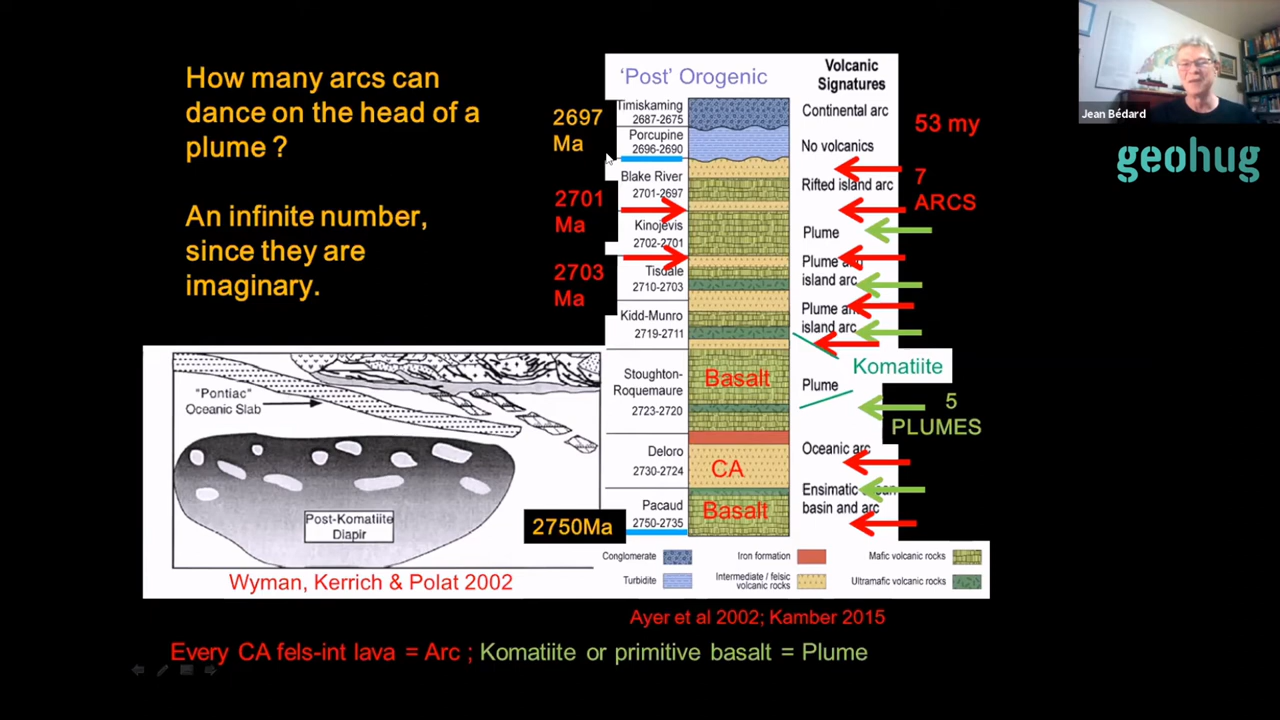 How many arcs can
dance on the head of a
plume ?
An infinite number,
since they are
imaginary.
2697
Ma
2701
Ma
2703
Ma
'Post' Orogenic
Volcanic
Signatures
Timiskaming
2687-2675
Continental arc
Porcupine
2696-2690
No volcanics
Blake River
2701-2697
Rifted island arc
Kinojevis
2702-2701
Plume
Tisdale
2710-2703
Plume and
island arc
Kidd-Munro
2719-2711
Plume and
island arc
Komatiite
Stoughton-
Roquemaure
2723-2720
Basalt
Plume
Deloro
2730-2724
CA
Oceanic arc
Pacaud
2750-2735
Basalt
Ensimatic ocean
basin and arc
2750Ma
53 my
7
ARCS
5
PLUMES
"Pontiac"
Oceanic Slab
Post-Komatiite
Diapir
Wyman, Kerrich & Polat 2002
Conglomerate
Iron formation
Mafic volcanic rocks
Turbidite
Intermediate / felsic
volcanic rocks
Ultramafic volcanic rocks
Ayer et al 2002; Kamber 2015
Every CA fels-int lava = Arc ; Komatiite or primitive basalt = Plume
Jean Bédard
geohug